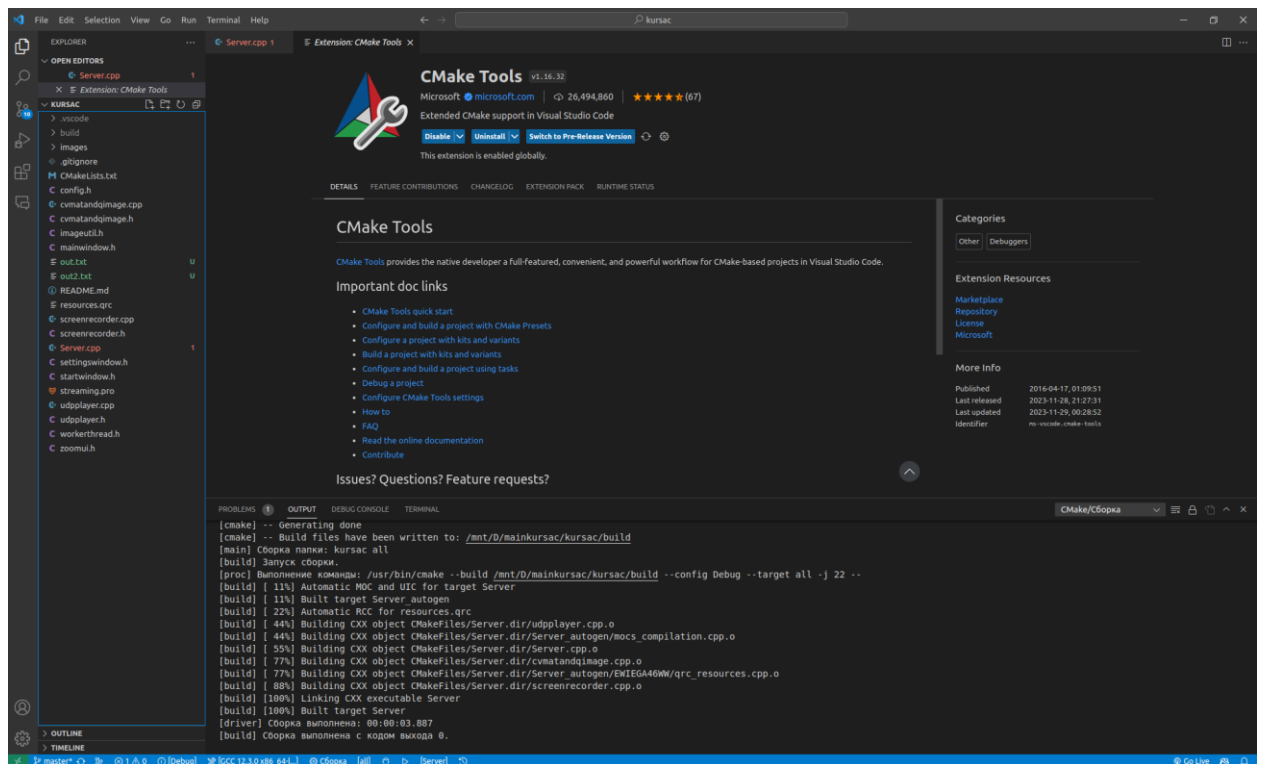 File Edit Selection View Go Run Terminal Help
kursac
EXPLORER
Server.cpp 1
Extension: CMake Tools
OPEN EDITORS
Server.cpp 1
Extension: CMake Tools
KURSAC
.vscode
build
images
.gitignore
CMakeLists.txt
config.h
cvmatandqimage.cpp
cvmatandqimage.h
imageutil.h
mainwindow.h
out.txt U
out2.txt U
README.md
resources.qrc
screenrecorder.cpp
screenrecorder.h
Server.cpp 1
settingswindow.h
startwindow.h
streaming.pro
udpplayer.cpp
udpplayer.h
workerthread.h
zoomui.h
OUTLINE
TIMELINE
CMake Tools v1.16.32
Microsoft microsoft.com 26,494,860 (67)
Extended CMake support in Visual Studio Code
Disable Uninstall Switch to Pre-Release Version
This extension is enabled globally.
DETAILS FEATURE CONTRIBUTIONS CHANGELOG EXTENSION PACK RUNTIME STATUS
CMake Tools
CMake Tools provides the native developer a full-featured, convenient, and powerful workflow for CMake-based projects in Visual Studio Code.
Important doc links
CMake Tools quick start
Configure and build a project with CMake Presets
Configure a project with kits and variants
Build a project with kits and variants
Configure and build a project using tasks
Debug a project
Configure CMake Tools settings
How to
FAQ
Read the online documentation
Contribute
Issues? Questions? Feature requests?
Categories
Other Debuggers
Extension Resources
Marketplace
Repository
License
Microsoft
More Info
Published 2016-04-17, 01:09:51
Last released 2023-11-28, 21:27:31
Last updated 2023-11-29, 00:28:52
Identifier ms-vscode.cmake-tools
PROBLEMS 1 OUTPUT DEBUG CONSOLE TERMINAL
CMake/Сборка
[cmake] -- Generating done
[cmake] -- Build files have been written to: /mnt/D/mainkursac/kursac/build
[main] Сборка папки: kursac all
[build] Запуск сборки.
[proc] Выполнение команды: /usr/bin/cmake --build /mnt/D/mainkursac/kursac/build --config Debug --target all -j 22 --
[build] [ 11%] Automatic MOC and UIC for target Server
[build] [ 11%] Built target Server_autogen
[build] [ 22%] Automatic RCC for resources.qrc
[build] [ 44%] Building CXX object CMakeFiles/Server.dir/udpplayer.cpp.o
[build] [ 44%] Building CXX object CMakeFiles/Server.dir/Server_autogen/mocs_compilation.cpp.o
[build] [ 55%] Building CXX object CMakeFiles/Server.dir/Server.cpp.o
[build] [ 77%] Building CXX object CMakeFiles/Server.dir/cvmatandqimage.cpp.o
[build] [ 77%] Building CXX object CMakeFiles/Server.dir/Server_autogen/EWIEGA46WW/qrc_resources.cpp.o
[build] [ 88%] Building CXX object CMakeFiles/Server.dir/screenrecorder.cpp.o
[build] [100%] Linking CXX executable Server
[build] [100%] Built target Server
[driver] Сборка выполнена: 00:00:03.887
[build] Сборка выполнена с кодом выхода 0.
master* 1 0 [Debug] [GCC 12.3.0 x86_64-l...] Сборка [all] [Server] Go Live